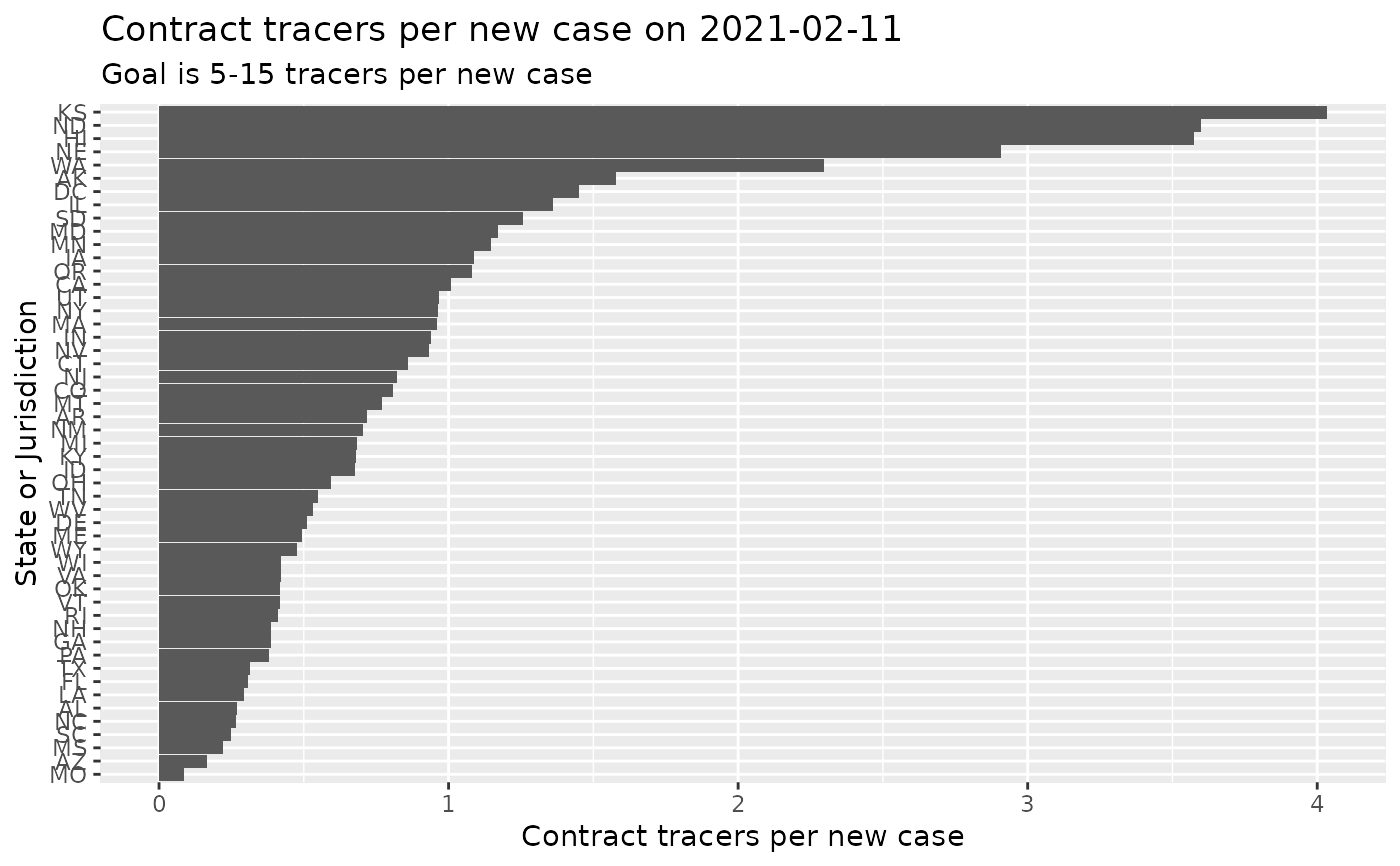 Contract tracers per new case on 2021-02-11
Goal is 5-15 tracers per new case
State or Jurisdiction
KS
ND
HI
NE
WA
AK
DC
IL
SD
MD
MN
IA
OR
CA
UT
NY
MA
IN
NV
CT
NJ
CO
MT
AR
NM
MI
KY
ID
OH
TN
WV
DE
ME
WY
WI
VA
OK
VT
RI
NH
GA
PA
TX
FL
LA
AL
NC
SC
MS
AZ
MO
0 1 2 3 4
Contract tracers per new case